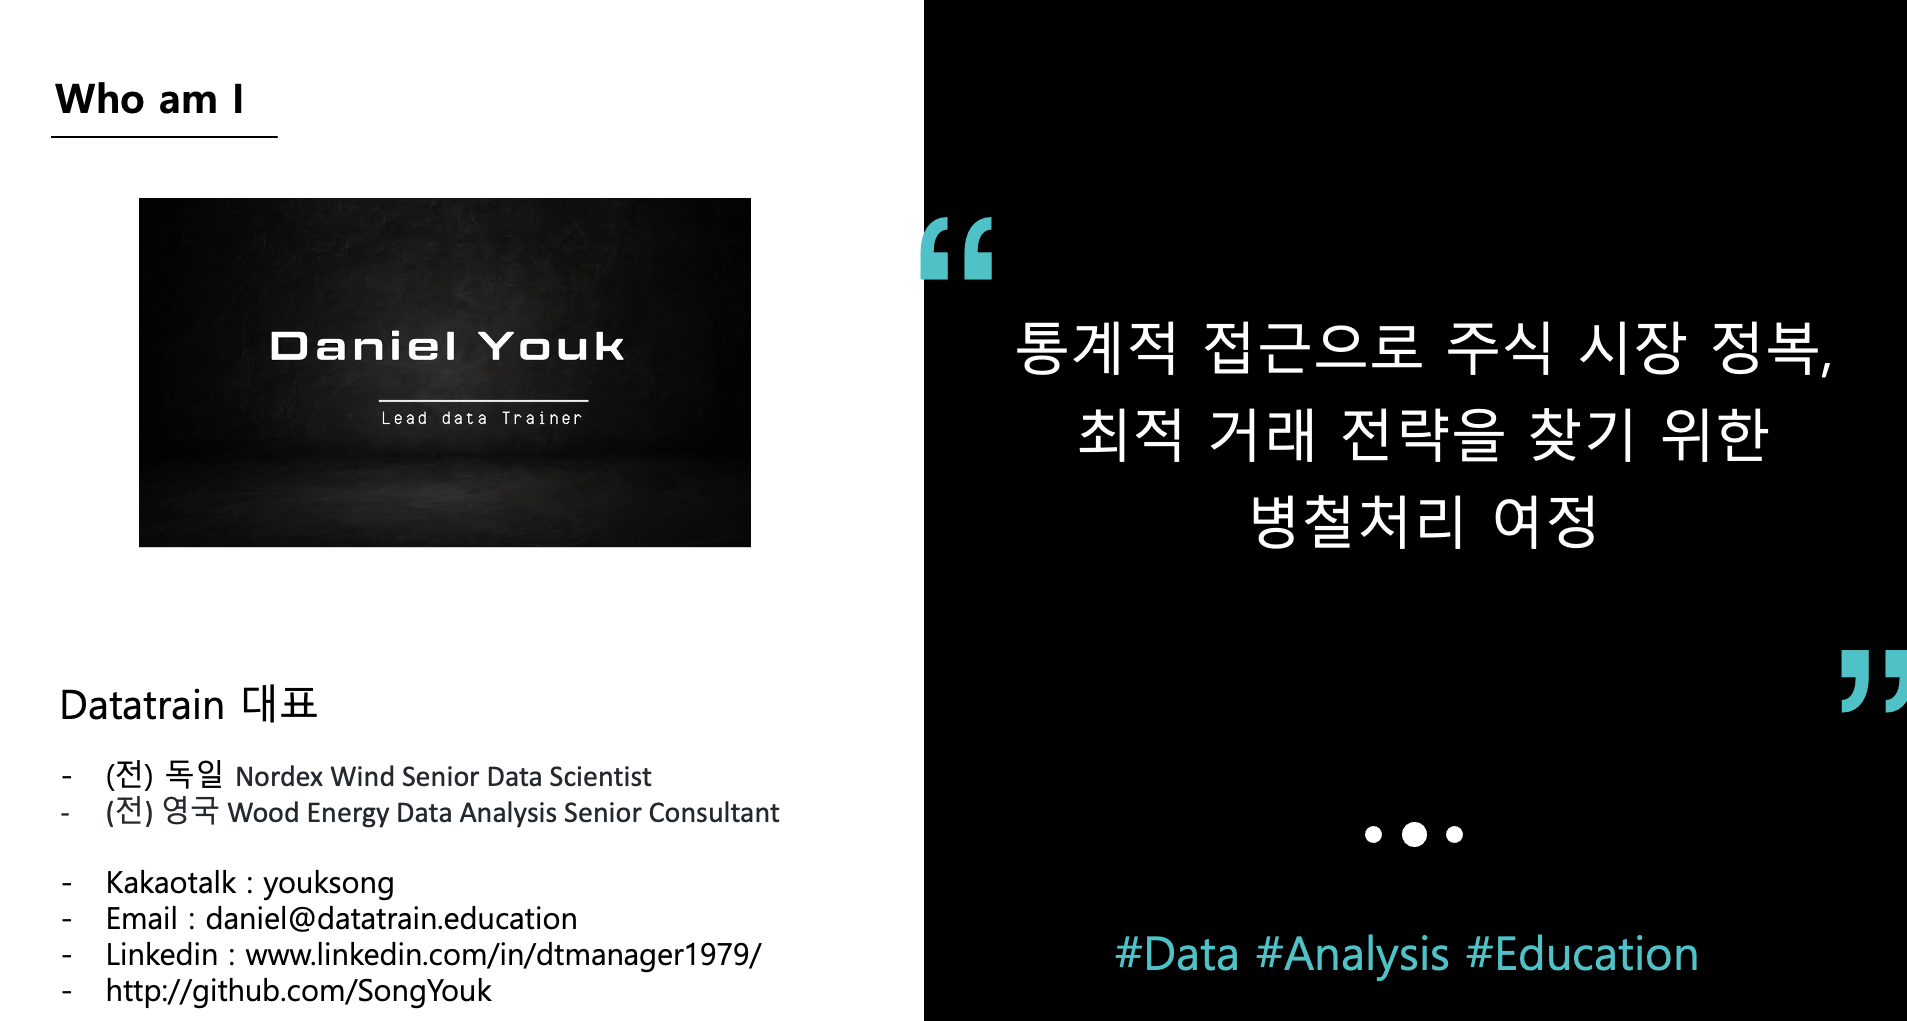 Who am I
Daniel Youk
Lead data Trainer
Datatrain 대표
- (전) 독일 Nordex Wind Senior Data Scientist
- (전) 영국 Wood Energy Data Analysis Senior Consultant
- Kakaotalk : youksong
- Email : daniel@datatrain.education
- Linkedin : www.linkedin.com/in/dtmanager1979/
- http://github.com/SongYouk
“
통계적 접근으로 주식 시장 정복,
최적 거래 전략을 찾기 위한
병철처리 여정
”
#Data #Analysis #Education